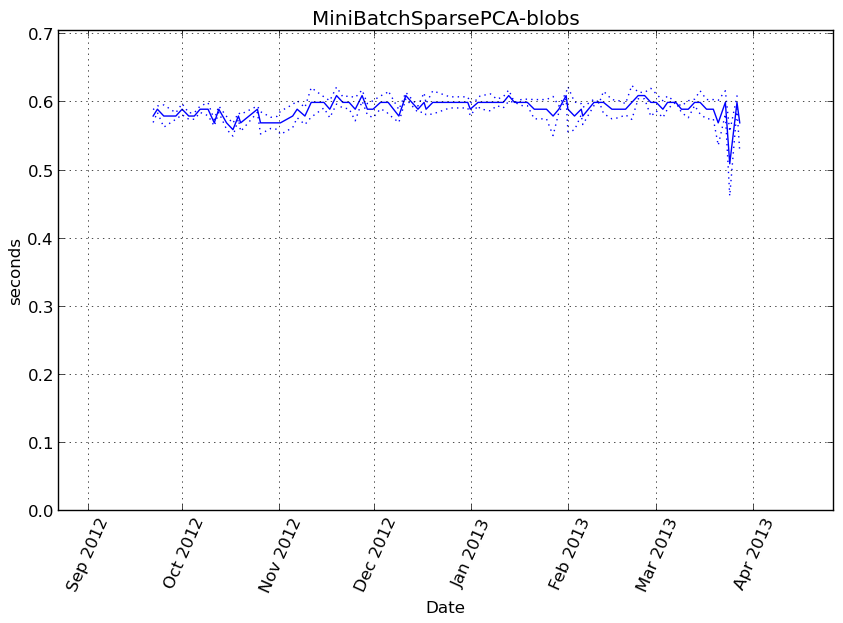 MiniBatchSparsePCA-blobs
0.7
0.6
0.5
0.4
0.3
0.2
0.1
0.0
seconds
Sep 2012
Oct 2012
Nov 2012
Dec 2012
Jan 2013
Feb 2013
Mar 2013
Apr 2013
Date